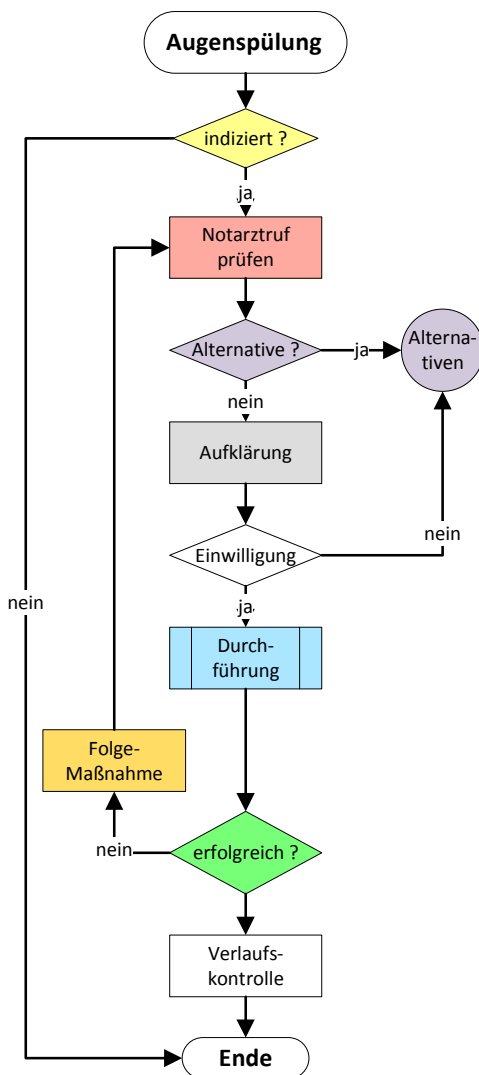 Augenspülung
indiziert ?
ja
Notarztruf
prüfen
Alternative ?
ja
Alterna-
tiven
nein
Aufklärung
Einwilligung
nein
ja
nein
Durch-
führung
Folge-
Maßnahme
nein
erfolgreich ?
Verlaufs-
kontrolle
Ende